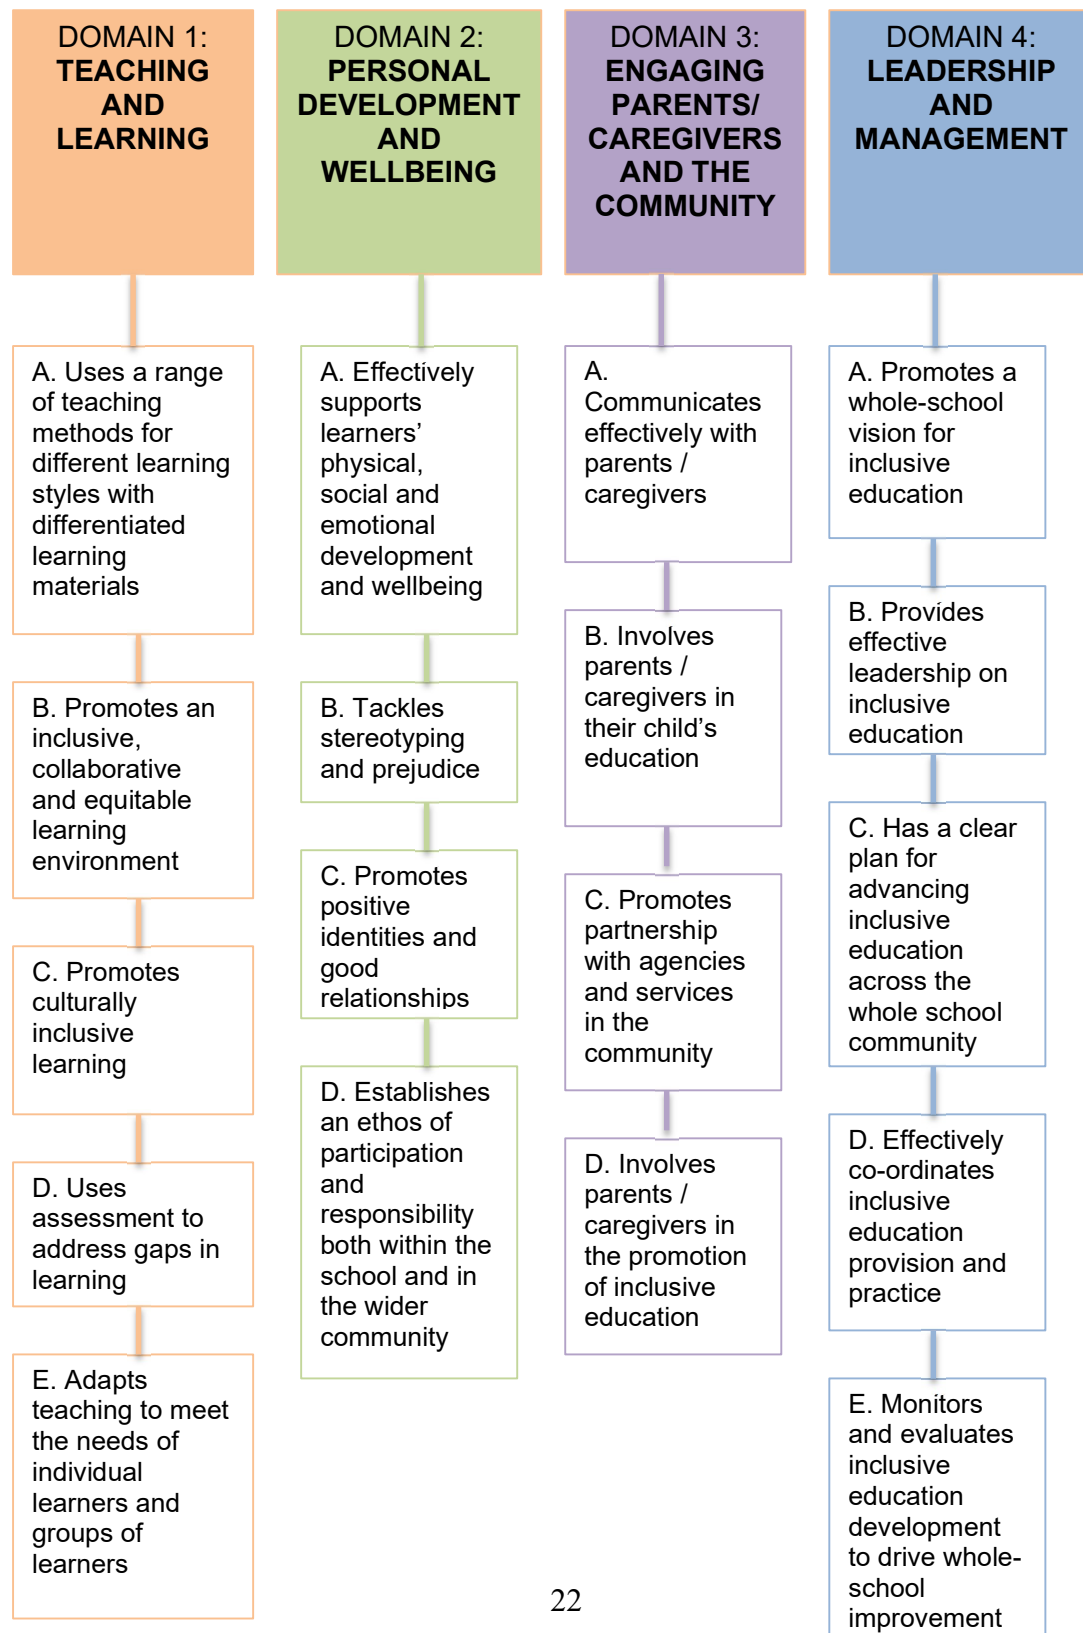 DOMAIN 1:
TEACHING
AND
LEARNING
A. Uses a range
of teaching
methods for
different learning
styles with
differentiated
learning
materials
B. Promotes an
inclusive,
collaborative
and equitable
learning
environment
C. Promotes
culturally
inclusive
learning
D. Uses
assessment to
address gaps in
learning
E. Adapts
teaching to meet
the needs of
individual
learners and
groups of
learners
DOMAIN 2:
PERSONAL
DEVELOPMENT
AND
WELLBEING
A. Effectively
supports
learners’
physical,
social and
emotional
development
and wellbeing
B. Tackles
stereotyping
and prejudice
C. Promotes
positive
identities and
good
relationships
D. Establishes
an ethos of
participation
and
responsibility
both within the
school and in
the wider
community
DOMAIN 3:
ENGAGING
PARENTS/
CAREGIVERS
AND THE
COMMUNITY
A.
Communicates
effectively with
parents /
caregivers
B. Involves
parents /
caregivers in
their child’s
education
C. Promotes
partnership
with agencies
and services
in the
community
D. Involves
parents /
caregivers in
the promotion
of inclusive
education
DOMAIN 4:
LEADERSHIP
AND
MANAGEMENT
A. Promotes a
whole-school
vision for
inclusive
education
B. Provides
effective
leadership on
inclusive
education
C. Has a clear
plan for
advancing
inclusive
education
across the
whole school
community
D. Effectively
co-ordinates
inclusive
education
provision and
practice
E. Monitors
and evaluates
inclusive
education
development
to drive whole-
school
improvement
22